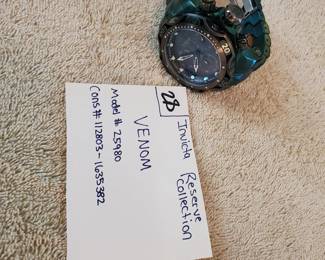 28
Invicta Reserve
Collection
VENOM
Model # 25980
Cons# 112803-1635382